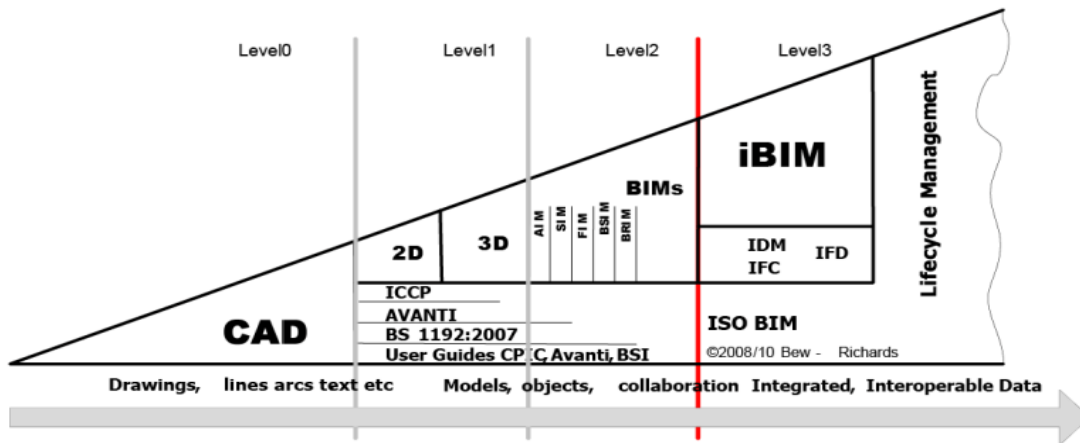 Level0 Level1 Level2 Level3
iBIM
BIMs
AIM
SIM
FIM
BSIM
BRIM
2D 3D
IDM IFD
IFC
Lifecycle Management
ICCP
AVANTI
BS 1192:2007
User Guides CPIC, Avanti, BSI
CAD
ISO BIM
©2008/10 Bew - Richards
Drawings, lines arcs text etc Models, objects, collaboration Integrated, Interoperable Data